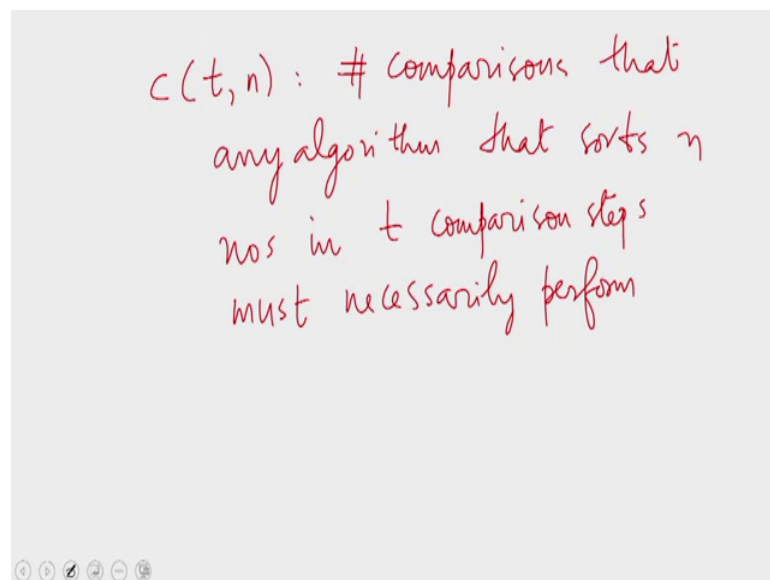 c(t,n) : # comparisons that
any algorithm that sorts n
nos in t comparison steps
must necessarily perform